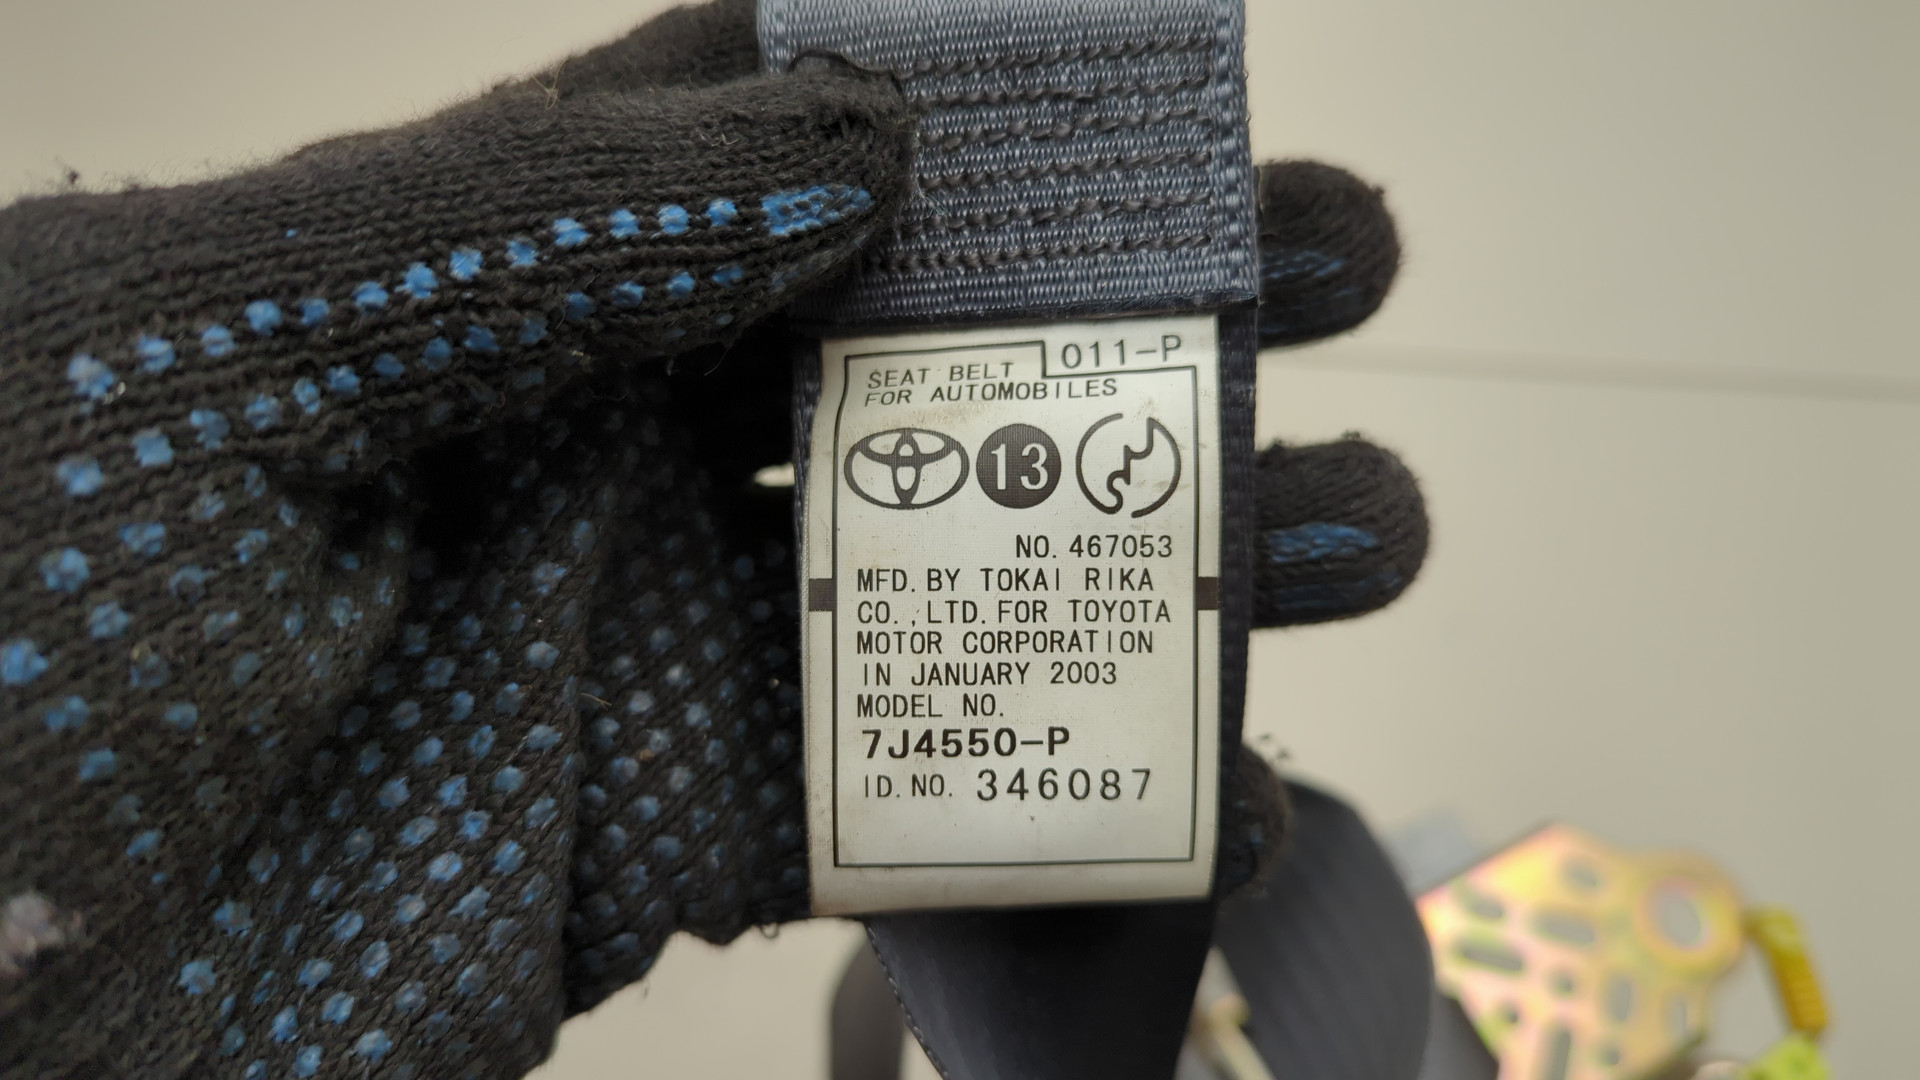 011-P
SEAT BELT
FOR AUTOMOBILES
13
NO. 467053
MFD. BY TOKAI RIKA
CO.,LTD. FOR TOYOTA
MOTOR CORPORATION
IN JANUARY 2003
MODEL NO.
7J4550-P
ID. NO. 346087